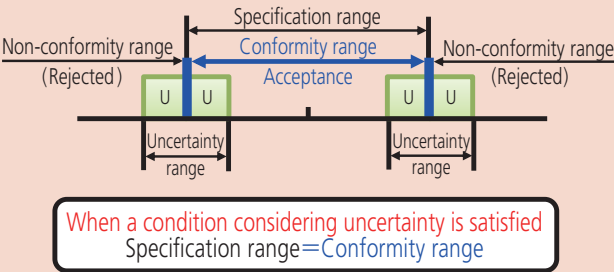 Specification range
Non-conformity range
(Rejected)
Conformity range
Acceptance
Non-conformity range
(Rejected)
U U
U U
Uncertainty
range
Uncertainty
range
When a condition considering uncertainty is satisfied
Specification range=Conformity range